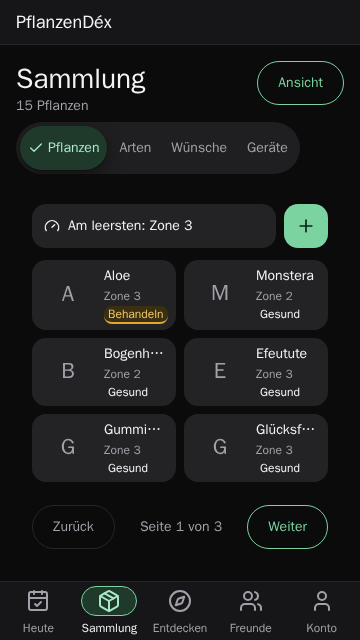 PflanzenDéx
Sammlung
Ansicht
15 Pflanzen
Pflanzen Arten Wünsche Geräte
Am leersten: Zone 3
+
A
Aloe
Zone 3
Behandeln
M
Monstera
Zone 2
Gesund
B
Bogenh···
Zone 2
Gesund
E
Efeutute
Zone 3
Gesund
G
Gummi···
Zone 3
Gesund
G
Glücksf···
Zone 3
Gesund
Zurück Seite 1 von 3 Weiter
Heute Sammlung Entdecken Freunde Konto